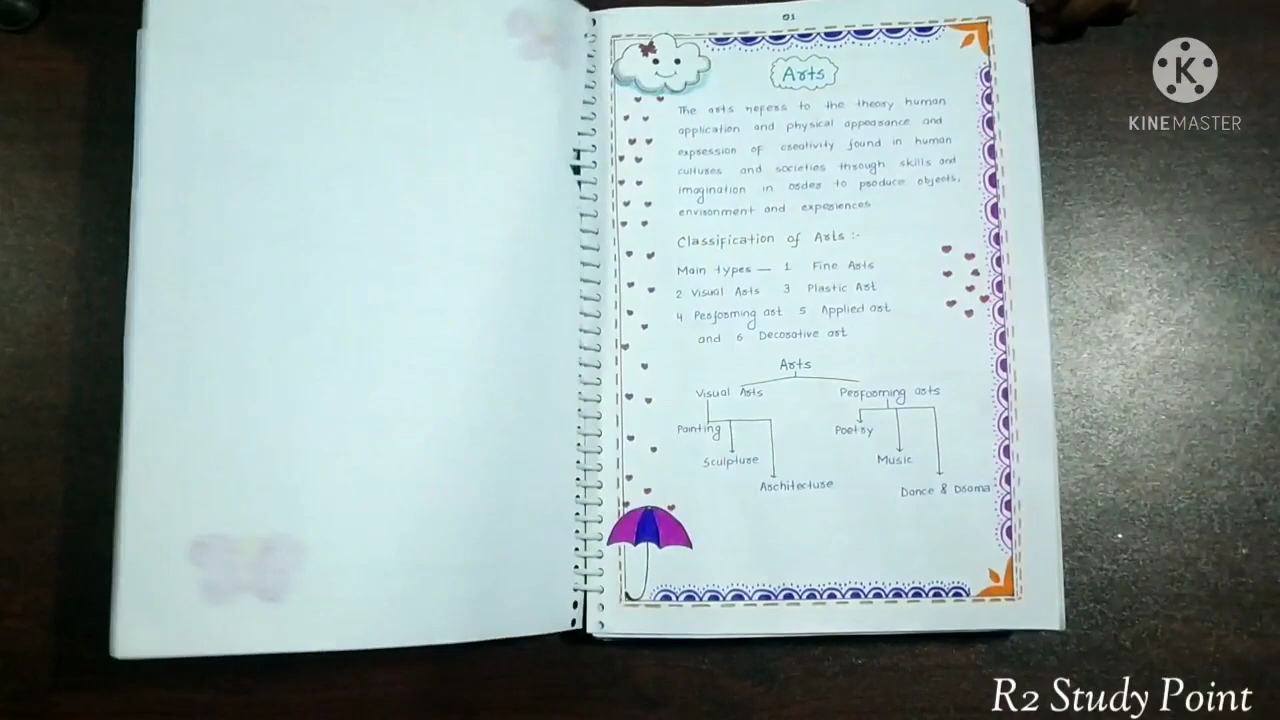 01
Arts
The arts refers to the theory human
application and physical appearance and
expression of creativity found in human
cultures and societies through skills and
imagination in order to produce objects,
environment and experiences
Classification of Arts :-
Main types — 1 Fine Arts
2 Visual Arts 3 Plastic Art
4 Performing art 5 Applied art
and 6 Decorative art
Arts
Visual Arts Performing arts
Painting Poetry
Sculpture Music
Architecture Dance & Drama
K
KINEMASTER
R2 Study Point